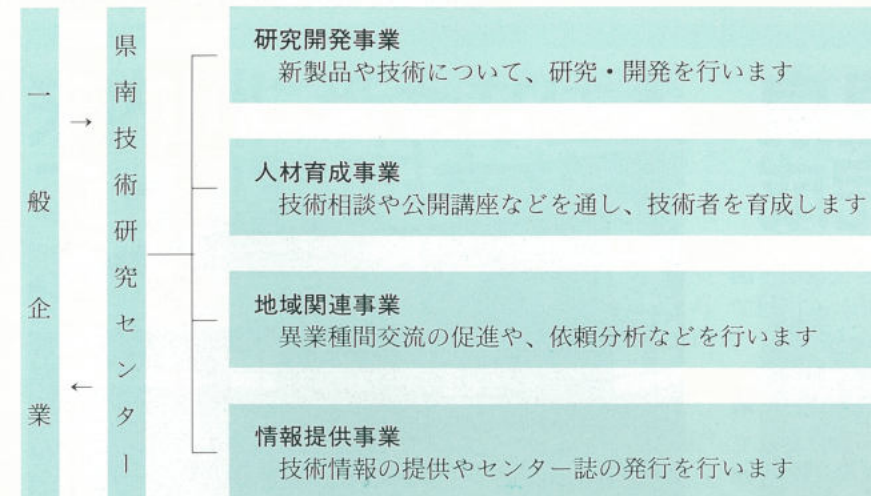 一般企業
→
←
県南技術研究センター
研究開発事業
新製品や技術について、研究・開発を行います
人材育成事業
技術相談や公開講座などを通し、技術者を育成します
地域関連事業
異業種間交流の促進や、依頼分析などを行います
情報提供事業
技術情報の提供やセンター誌の発行を行います